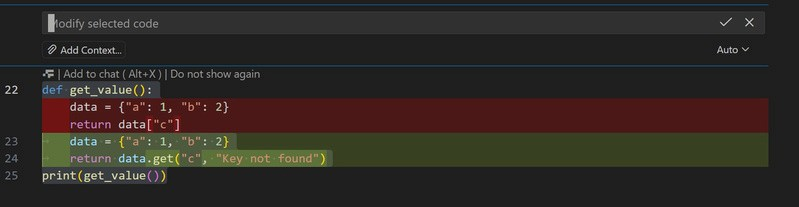 Modify selected code
Add Context...
Auto
| Add to chat ( Alt+X ) | Do not show again
22 def get_value():
data = {"a": 1, "b": 2}
return data["c"]
23 data = {"a": 1, "b": 2}
24 return data.get("c", "Key not found")
25 print(get_value())